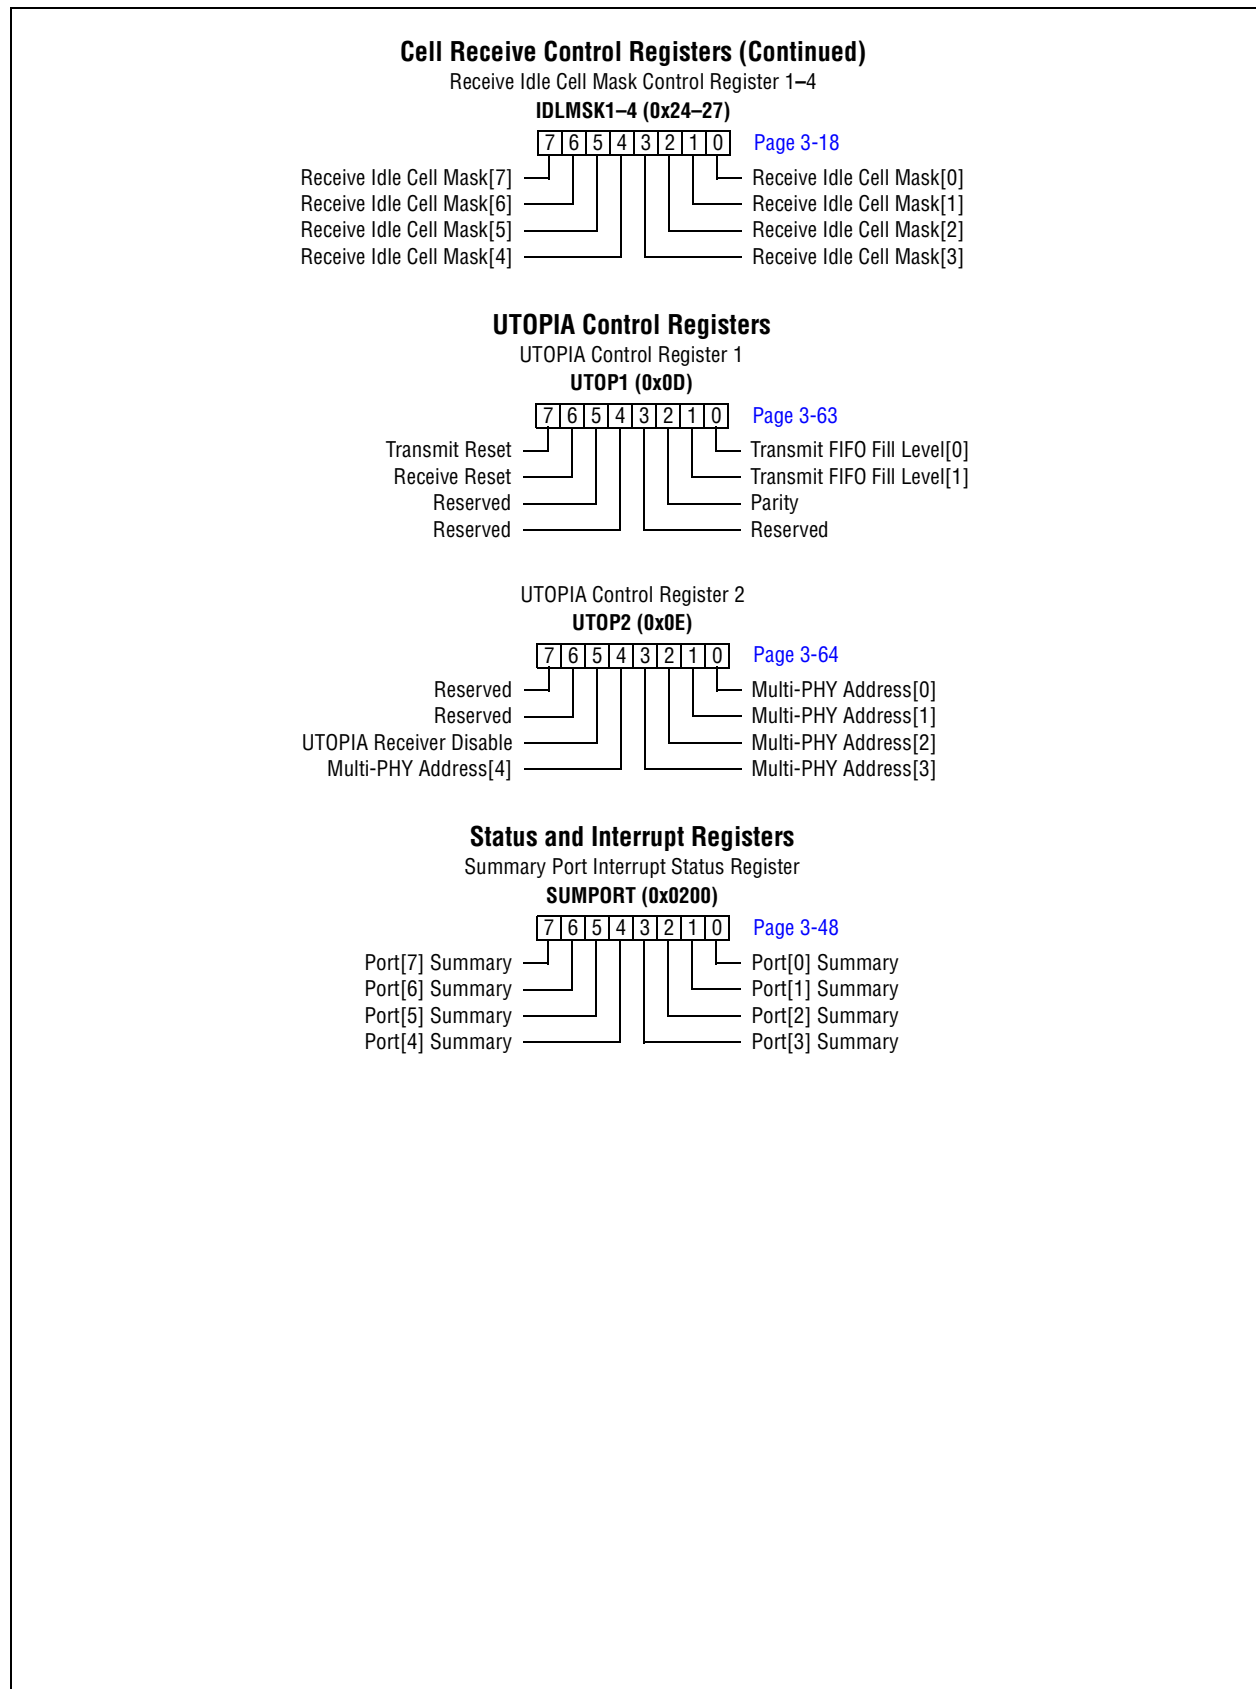 Cell Receive Control Registers (Continued)
Receive Idle Cell Mask Control Register 1–4
IDLMSK1–4 (0x24–27)
7 6 5 4 3 2 1 0 Page 3-18
Receive Idle Cell Mask[7] Receive Idle Cell Mask[0]
Receive Idle Cell Mask[6] Receive Idle Cell Mask[1]
Receive Idle Cell Mask[5] Receive Idle Cell Mask[2]
Receive Idle Cell Mask[4] Receive Idle Cell Mask[3]
UTOPIA Control Registers
UTOPIA Control Register 1
UTOP1 (0x0D)
7 6 5 4 3 2 1 0 Page 3-63
Transmit Reset Transmit FIFO Fill Level[0]
Receive Reset Transmit FIFO Fill Level[1]
Reserved Parity
Reserved Reserved
UTOPIA Control Register 2
UTOP2 (0x0E)
7 6 5 4 3 2 1 0 Page 3-64
Reserved Multi-PHY Address[0]
Reserved Multi-PHY Address[1]
UTOPIA Receiver Disable Multi-PHY Address[2]
Multi-PHY Address[4] Multi-PHY Address[3]
Status and Interrupt Registers
Summary Port Interrupt Status Register
SUMPORT (0x0200)
7 6 5 4 3 2 1 0 Page 3-48
Port[7] Summary Port[0] Summary
Port[6] Summary Port[1] Summary
Port[5] Summary Port[2] Summary
Port[4] Summary Port[3] Summary